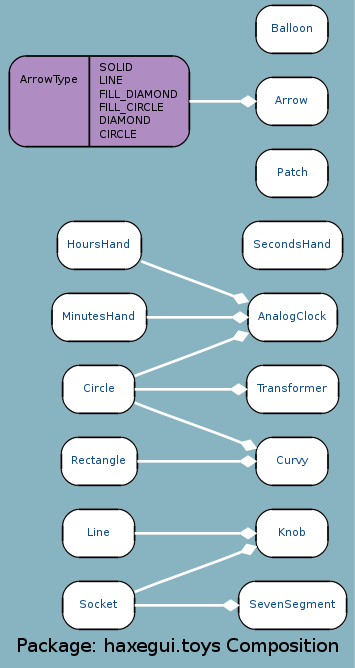 Balloon
ArrowType
SOLID
LINE
FILL_DIAMOND
FILL_CIRCLE
DIAMOND
CIRCLE
Arrow
Patch
HoursHand
SecondsHand
MinutesHand
AnalogClock
Circle
Transformer
Rectangle
Curvy
Line
Knob
Socket
SevenSegment
Package: haxegui.toys Composition